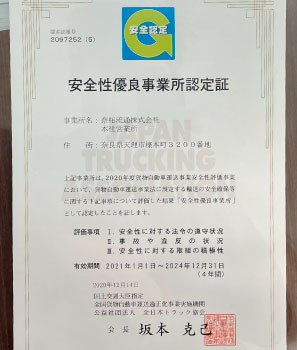 認定証番号
2097252 (5)
安全認定
G
安全性優良事業所認定証
事業所名：奈裕流通株式会社
本社営業所
住　所：奈良県天理市檪本町3200番地
JAPAN
TRUCKING
上記事業所は、2020年度貨物自動車運送事業安全性評価事業
において、貨物自動車運送事業法に規定する輸送の安全確保等
に関する下記事項について評価した結果「安全性優良事業所」
として認定したことを証します。
評価事項 Ⅰ．安全性に対する法令の遵守状況
Ⅱ．事故や違反の状況
Ⅲ．安全性に対する取組の積極性
有効期間 2021年1月1日～2024年12月31日
(4年間)
2020年12月14日
国土交通大臣指定
全国貨物自動車運送適正化事業実施機関
公益社団法人 全日本トラック協会
会長 坂本克己